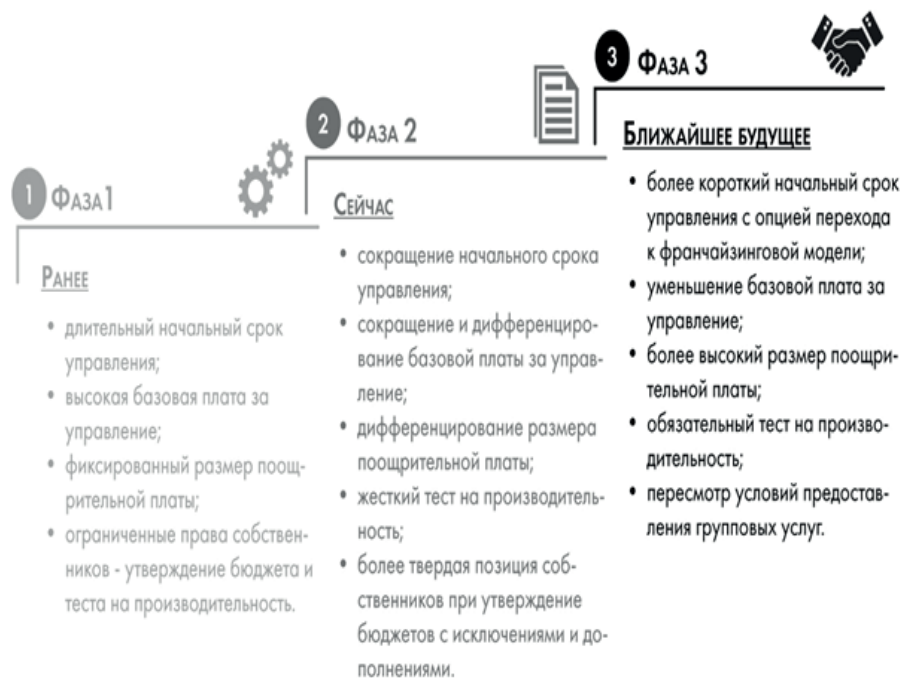 1 Фаза 1
Ранее
• длительный начальный срок
управления;
• высокая базовая плата за
управление;
• фиксированный размер поощ-
рительной платы;
• ограниченные права собствен-
ников - утверждение бюджета и
теста на производительность.
2 Фаза 2
Сейчас
• сокращение начального срока
управления;
• сокращение и дифференциро-
вание базовой платы за управ-
ление;
• дифференцирование размера
поощрительной платы;
• жесткий тест на производитель-
ность;
• более твердая позиция соб-
ственников при утверждение
бюджетов с исключениями и до-
полнениями.
3 Фаза 3
Ближайшее будущее
• более короткий начальный срок
управления с опцией перехода
к франчайзинговой модели;
• уменьшение базовой плата за
управление;
• более высокий размер поощри-
тельной платы;
• обязательный тест на произво-
дительность;
• пересмотр условий предостав-
ления групповых услуг.